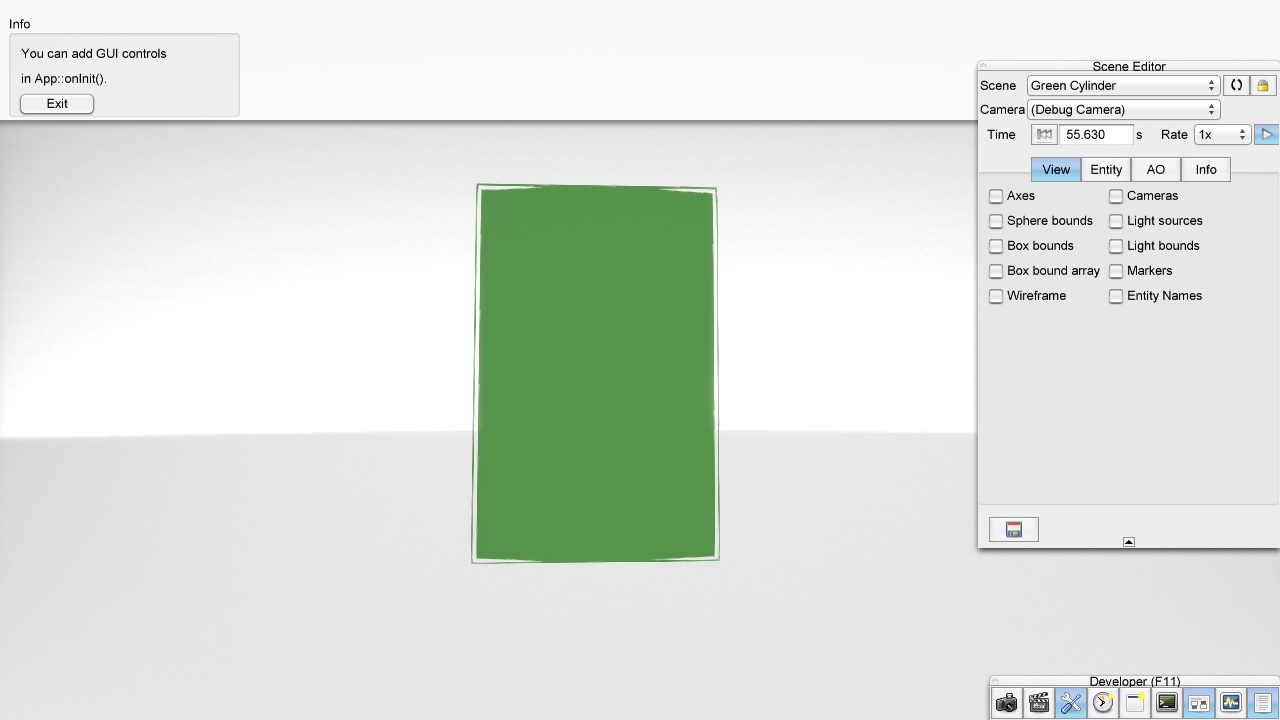 Info
You can add GUI controls
in App::onInit().
Exit
Scene Editor
Scene Green Cylinder
Camera (Debug Camera)
Time 55.630 s Rate 1x
View Entity AO Info
Axes Cameras
Sphere bounds Light sources
Box bounds Light bounds
Box bound array Markers
Wireframe Entity Names
Developer (F11)